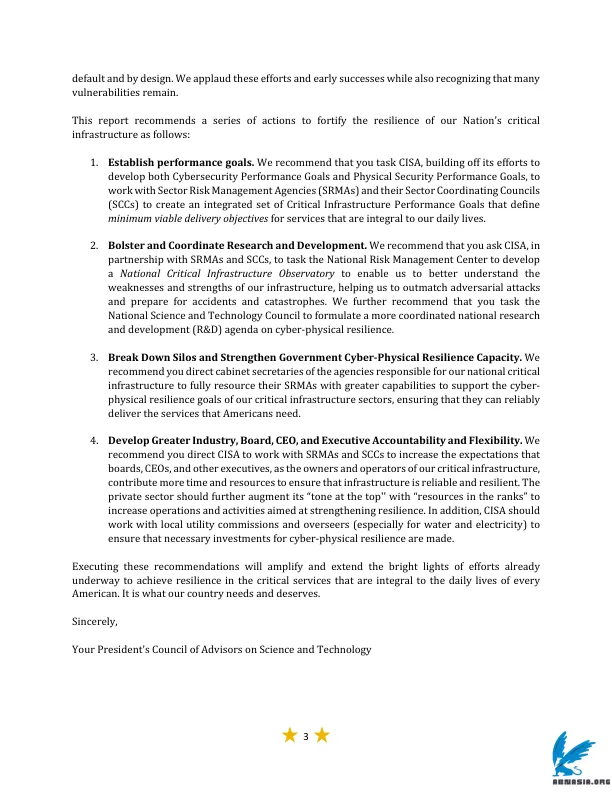 default and by design. We applaud these efforts and early successes while also recognizing that many
vulnerabilities remain.
This report recommends a series of actions to fortify the resilience of our Nation's critical
infrastructure as follows:
1. Establish performance goals. We recommend that you task CISA, building off its efforts to
develop both Cybersecurity Performance Goals and Physical Security Performance Goals, to
work with Sector Risk Management Agencies (SRMAs) and their Sector Coordinating Councils
(SCCs) to create an integrated set of Critical Infrastructure Performance Goals that define
minimum viable delivery objectives for services that are integral to our daily lives.
2. Bolster and Coordinate Research and Development. We recommend that you ask CISA, in
partnership with SRMAs and SCCs, to task the National Risk Management Center to develop
a National Critical Infrastructure Observatory to enable us to better understand the
weaknesses and strengths of our infrastructure, helping us to outmatch adversarial attacks
and prepare for accidents and catastrophes. We further recommend that you task the
National Science and Technology Council to formulate a more coordinated national research
and development (R&D) agenda on cyber-physical resilience.
3. Break Down Silos and Strengthen Government Cyber-Physical Resilience Capacity. We
recommend you direct cabinet secretaries of the agencies responsible for our national critical
infrastructure to fully resource their SRMAs with greater capabilities to support the cyber-
physical resilience goals of our critical infrastructure sectors, ensuring that they can reliably
deliver the services that Americans need.
4. Develop Greater Industry, Board, CEO, and Executive Accountability and Flexibility. We
recommend you direct CISA to work with SRMAs and SCCs to increase the expectations that
boards, CEOs, and other executives, as the owners and operators of our critical infrastructure,
contribute more time and resources to ensure that infrastructure is reliable and resilient. The
private sector should further augment its "tone at the top" with "resources in the ranks" to
increase operations and activities aimed at strengthening resilience. In addition, CISA should
work with local utility commissions and overseers (especially for water and electricity) to
ensure that necessary investments for cyber-physical resilience are made.
Executing these recommendations will amplify and extend the bright lights of efforts already
underway to achieve resilience in the critical services that are integral to the daily lives of every
American. It is what our country needs and deserves.
Sincerely,
Your President's Council of Advisors on Science and Technology
3
ABNASIA.ORG